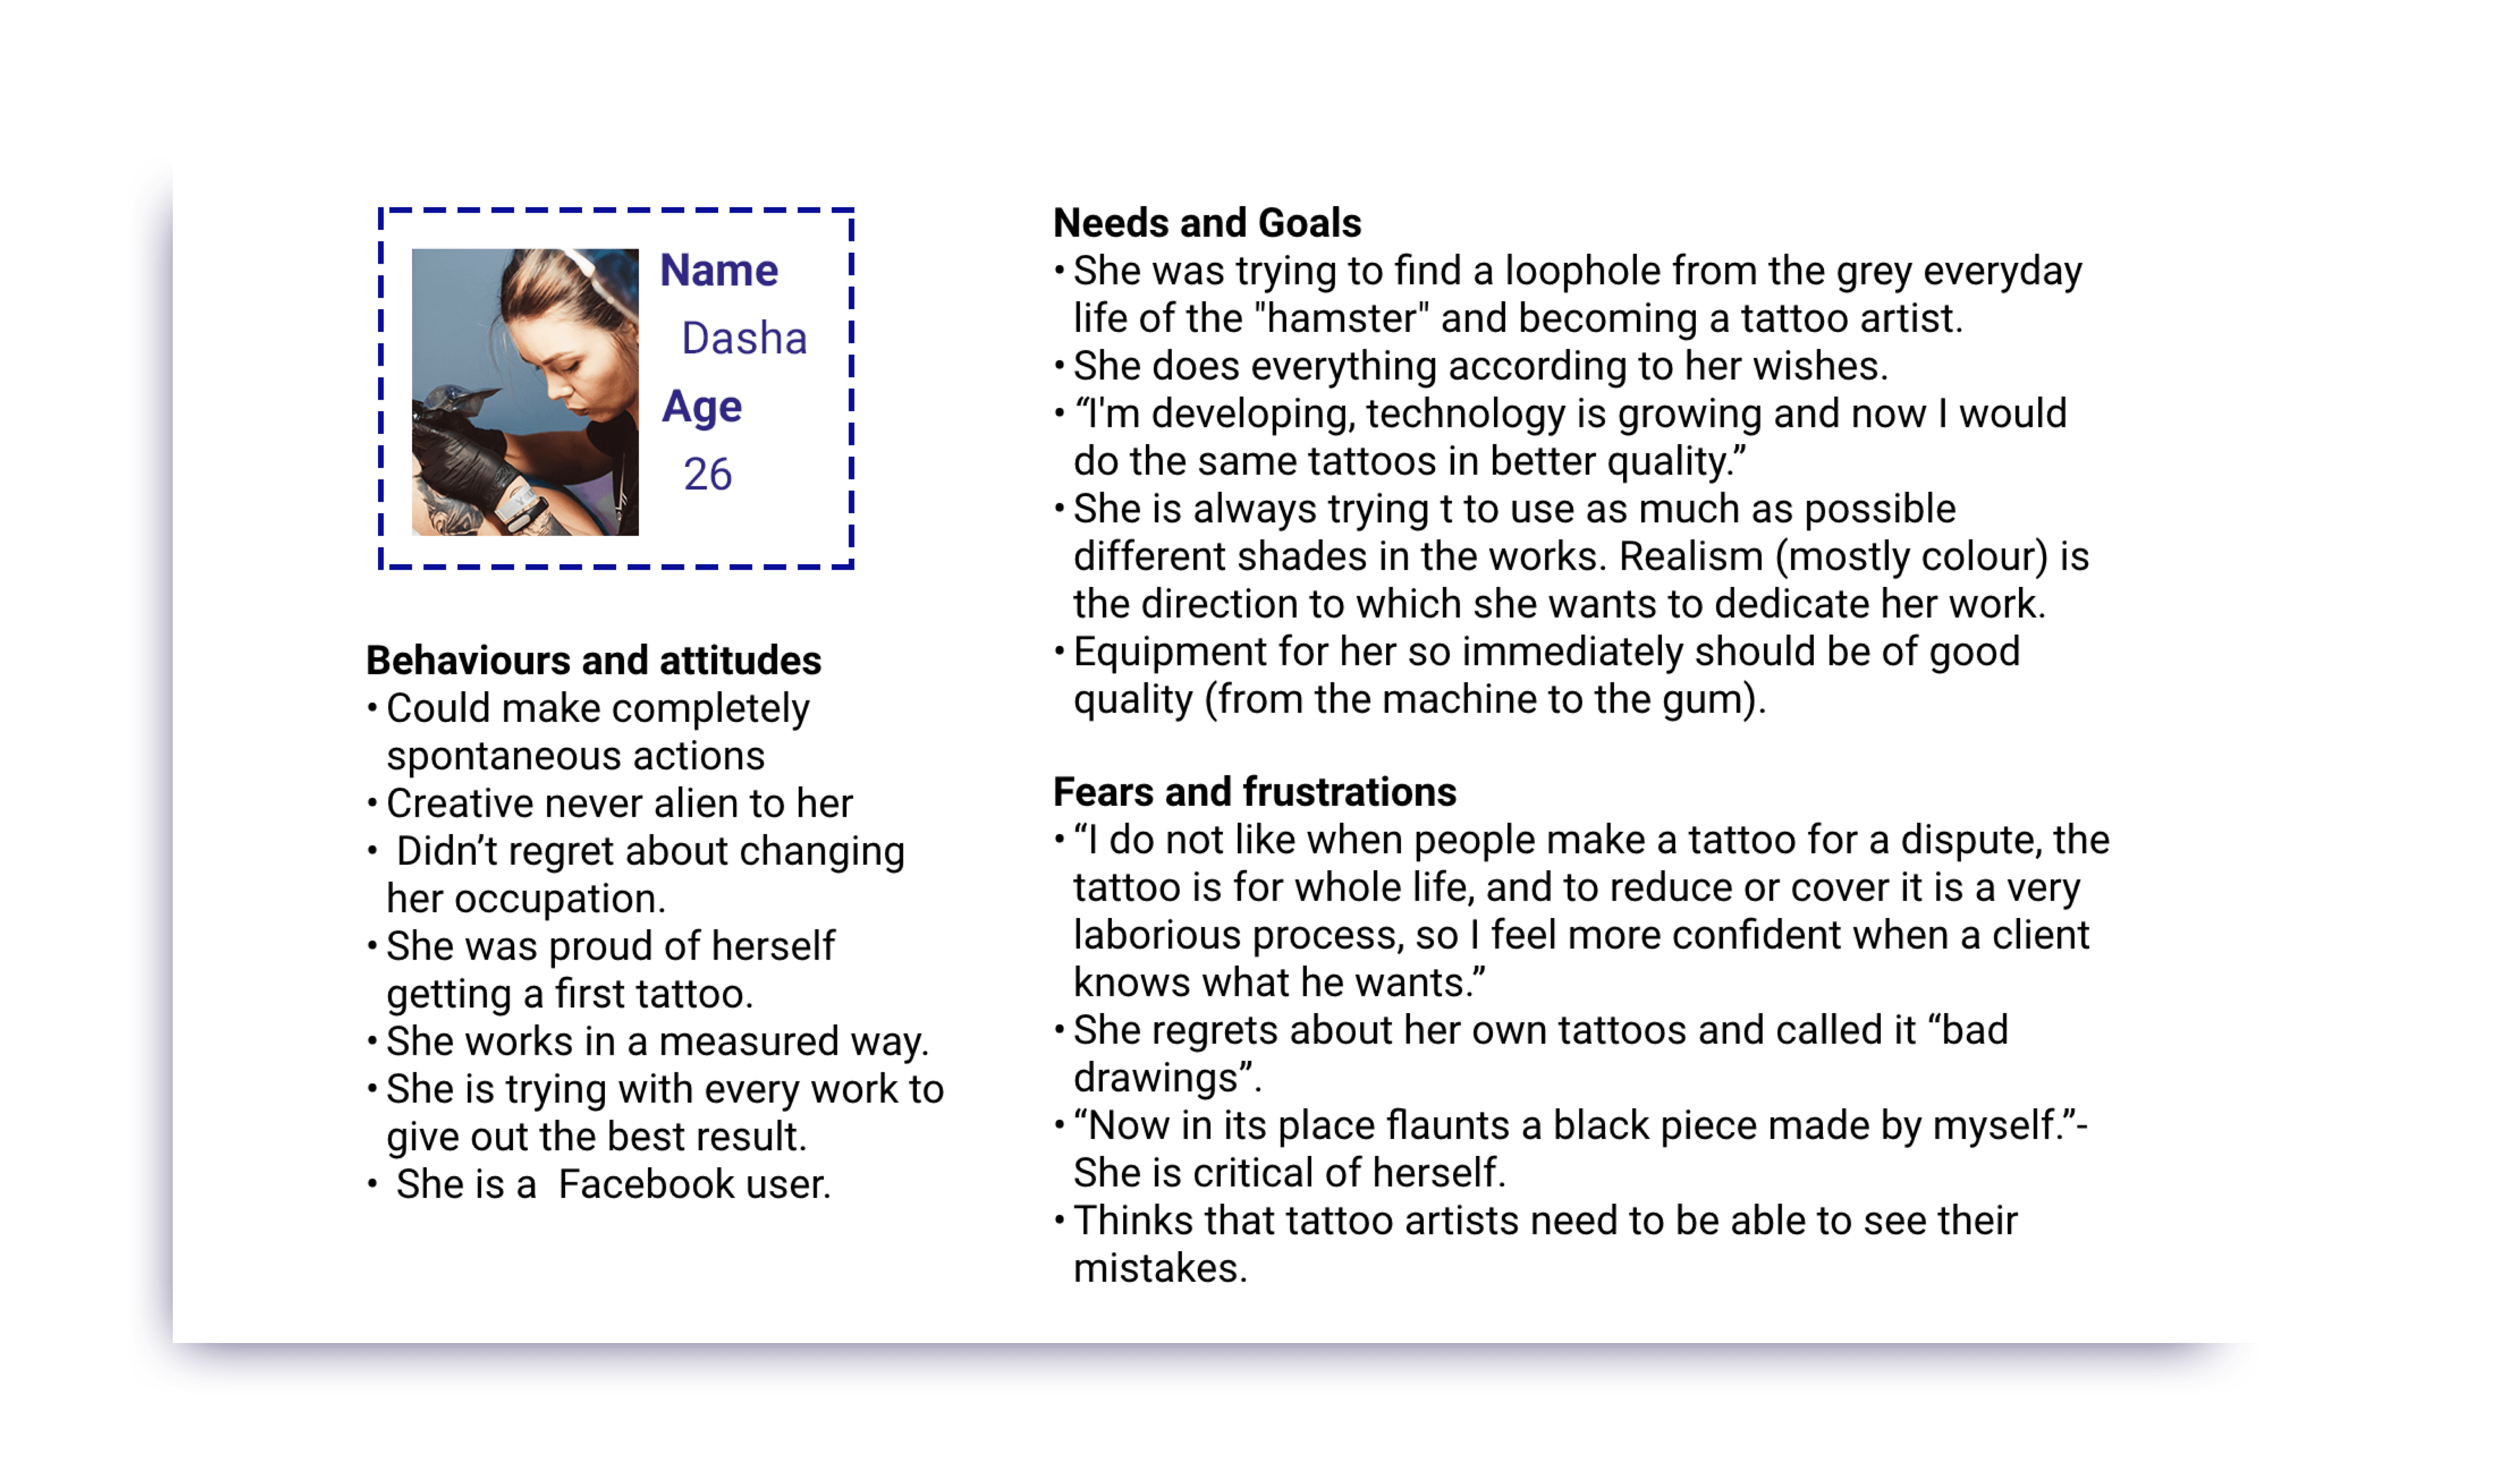 Name
Dasha
Age
26
Behaviours and attitudes
• Could make completely
spontaneous actions
• Creative never alien to her
• Didn’t regret about changing
her occupation.
• She was proud of herself
getting a first tattoo.
• She works in a measured way.
• She is trying with every work to
give out the best result.
• She is a  Facebook user.
Needs and Goals
• She was trying to find a loophole from the grey everyday
life of the "hamster" and becoming a tattoo artist.
• She does everything according to her wishes.
• “I'm developing, technology is growing and now I would
do the same tattoos in better quality.”
• She is always trying t to use as much as possible
different shades in the works. Realism (mostly colour) is
the direction to which she wants to dedicate her work.
• Equipment for her so immediately should be of good
quality (from the machine to the gum).
Fears and frustrations
• “I do not like when people make a tattoo for a dispute, the
tattoo is for whole life, and to reduce or cover it is a very
laborious process, so I feel more confident when a client
knows what he wants.”
• She regrets about her own tattoos and called it “bad
drawings”.
• “Now in its place flaunts a black piece made by myself.”-
She is critical of herself.
• Thinks that tattoo artists need to be able to see their
mistakes.